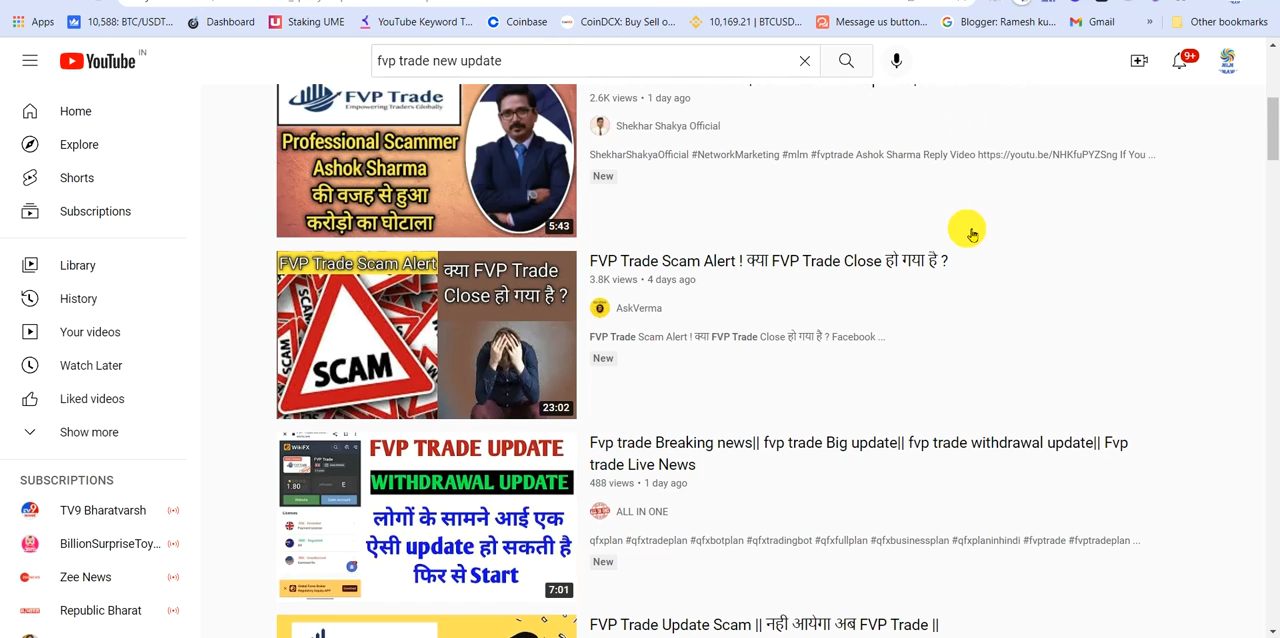 Apps
10,588: BTC/USDT...
Dashboard
Staking UME
YouTube Keyword T...
Coinbase
CoinDCX: Buy Sell o...
10,169.21 | BTCUSD...
Message us button...
Blogger: Ramesh ku...
Gmail
»
Other bookmarks
YouTube IN
fvp trade new update
9+
Home
Explore
Shorts
Subscriptions
Library
History
Your videos
Watch Later
Liked videos
Show more
SUBSCRIPTIONS
TV9 Bharatvarsh
BillionSurpriseToy...
Zee News
Republic Bharat
FVP Trade
Empowering Traders Globally
Professional Scammer
Ashok Sharma
की वजह से हुआ
करोड़ो का घोटाला
5:43
2.6K views • 1 day ago
Shekhar Shakya Official
ShekharShakyaOfficial #NetworkMarketing #mlm #fvptrade Ashok Sharma Reply Video https://youtu.be/NHKfuPYZSng If You ...
New
FVP Trade Scam Alert
क्या FVP Trade
Close हो गया है ?
SCAM
23:02
FVP Trade Scam Alert ! क्या FVP Trade Close हो गया है ?
3.8K views • 4 days ago
AskVerma
FVP Trade Scam Alert ! क्या FVP Trade Close हो गया है ? Facebook ...
New
WikiFX
FVP Trade
1.80
FVP TRADE UPDATE
WITHDRAWAL UPDATE
लोगों के सामने आई एक
ऐसी update हो सकती है
फिर से Start
7:01
Fvp trade Breaking news|| fvp trade Big update|| fvp trade withdrawal update|| Fvp
trade Live News
488 views • 1 day ago
ALL IN ONE
qfxplan #qfxtradeplan #qfxbotplan #qfxtradingbot #qfxfullplan #qfxbusinessplan #qfxplaninhindi #fvptrade #fvptradeplan ...
New
FVP Trade Update Scam || नही आयेगा अब FVP Trade ||